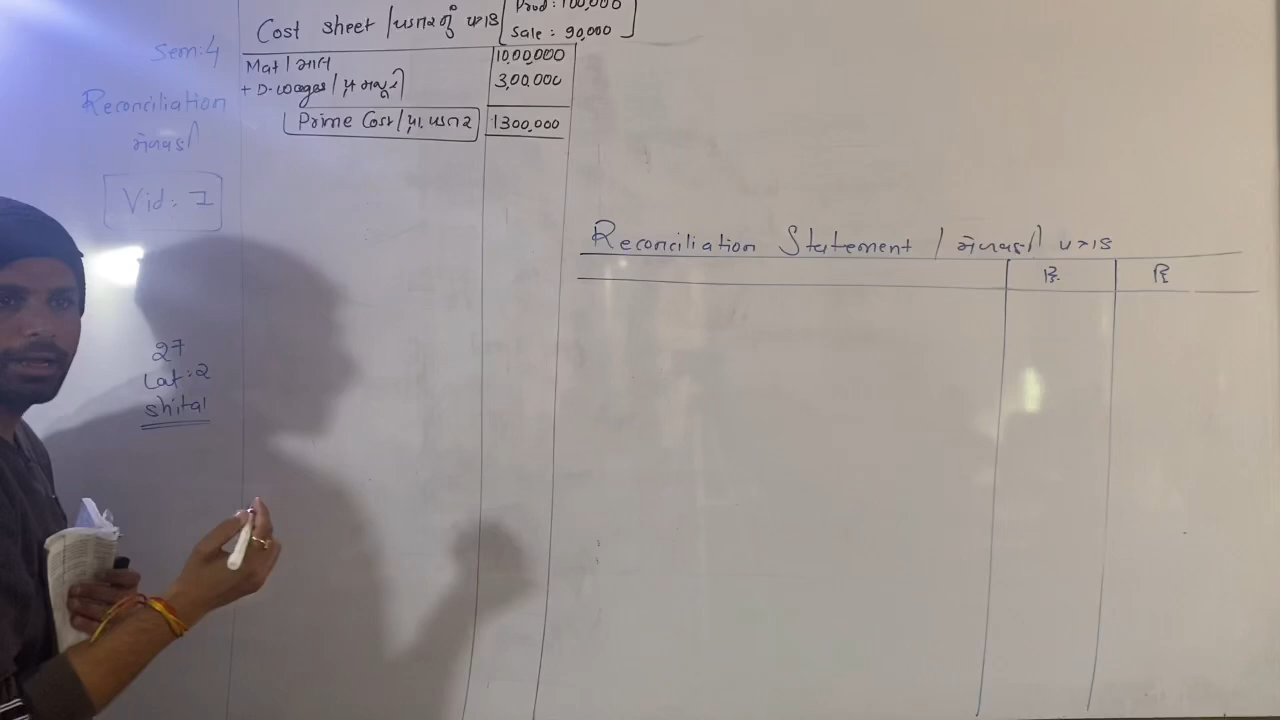 Sem: 4
Reconciliation
મેળવણી
Vid: 1
27
Lat: 2
Shital
Cost sheet / પડતરનું પત્રક
Prod: 100,000
Sale: 90,000
Mat / માલ 10,00,000
+ D-wages / પ્ર. મજૂરી 3,00,000
Prime Cost / પ્રા. પડતર 1300,000
Reconciliation Statement / મેળવણી પત્રક
Rs. Rs.